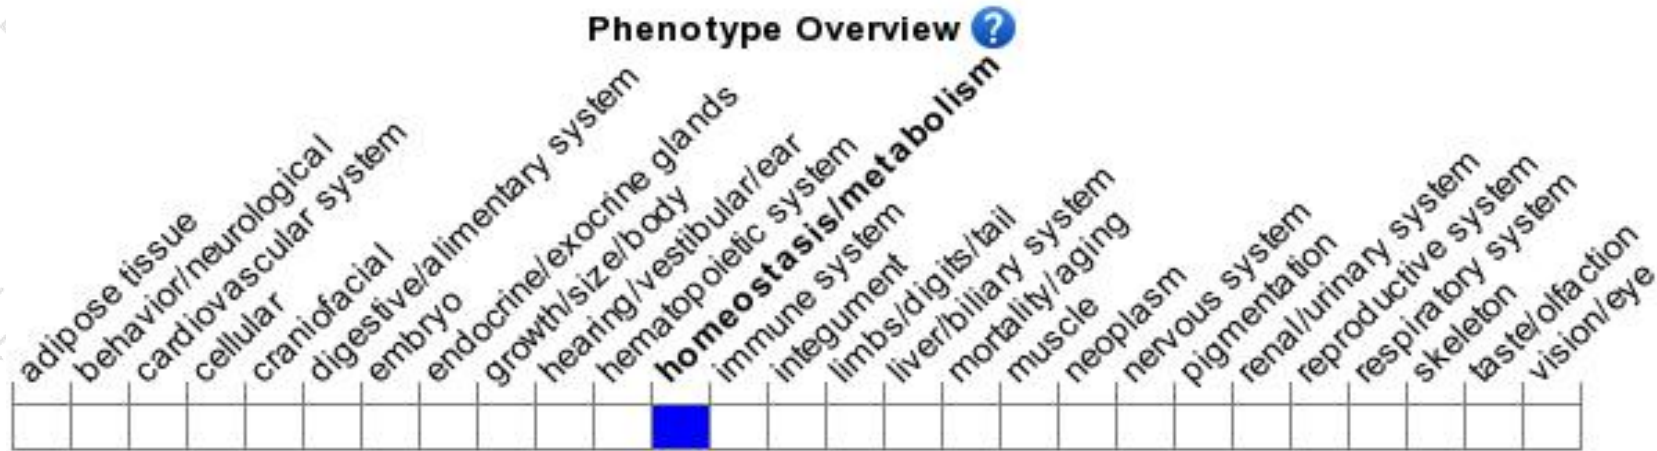 Phenotype Overview ?
adipose tissue
behavior/neurological
cardiovascular system
cellular
craniofacial
digestive/alimentary system
embryo
endocrine/exocrine glands
growth/size/body
hearing/vestibular/ear
hematopoietic system
homeostasis/metabolism
immune system
integument
limbs/digits/tail
liver/biliary system
mortality/aging
muscle
neoplasm
nervous system
pigmentation
renal/urinary system
reproductive system
respiratory system
skeleton
taste/olfaction
vision/eye